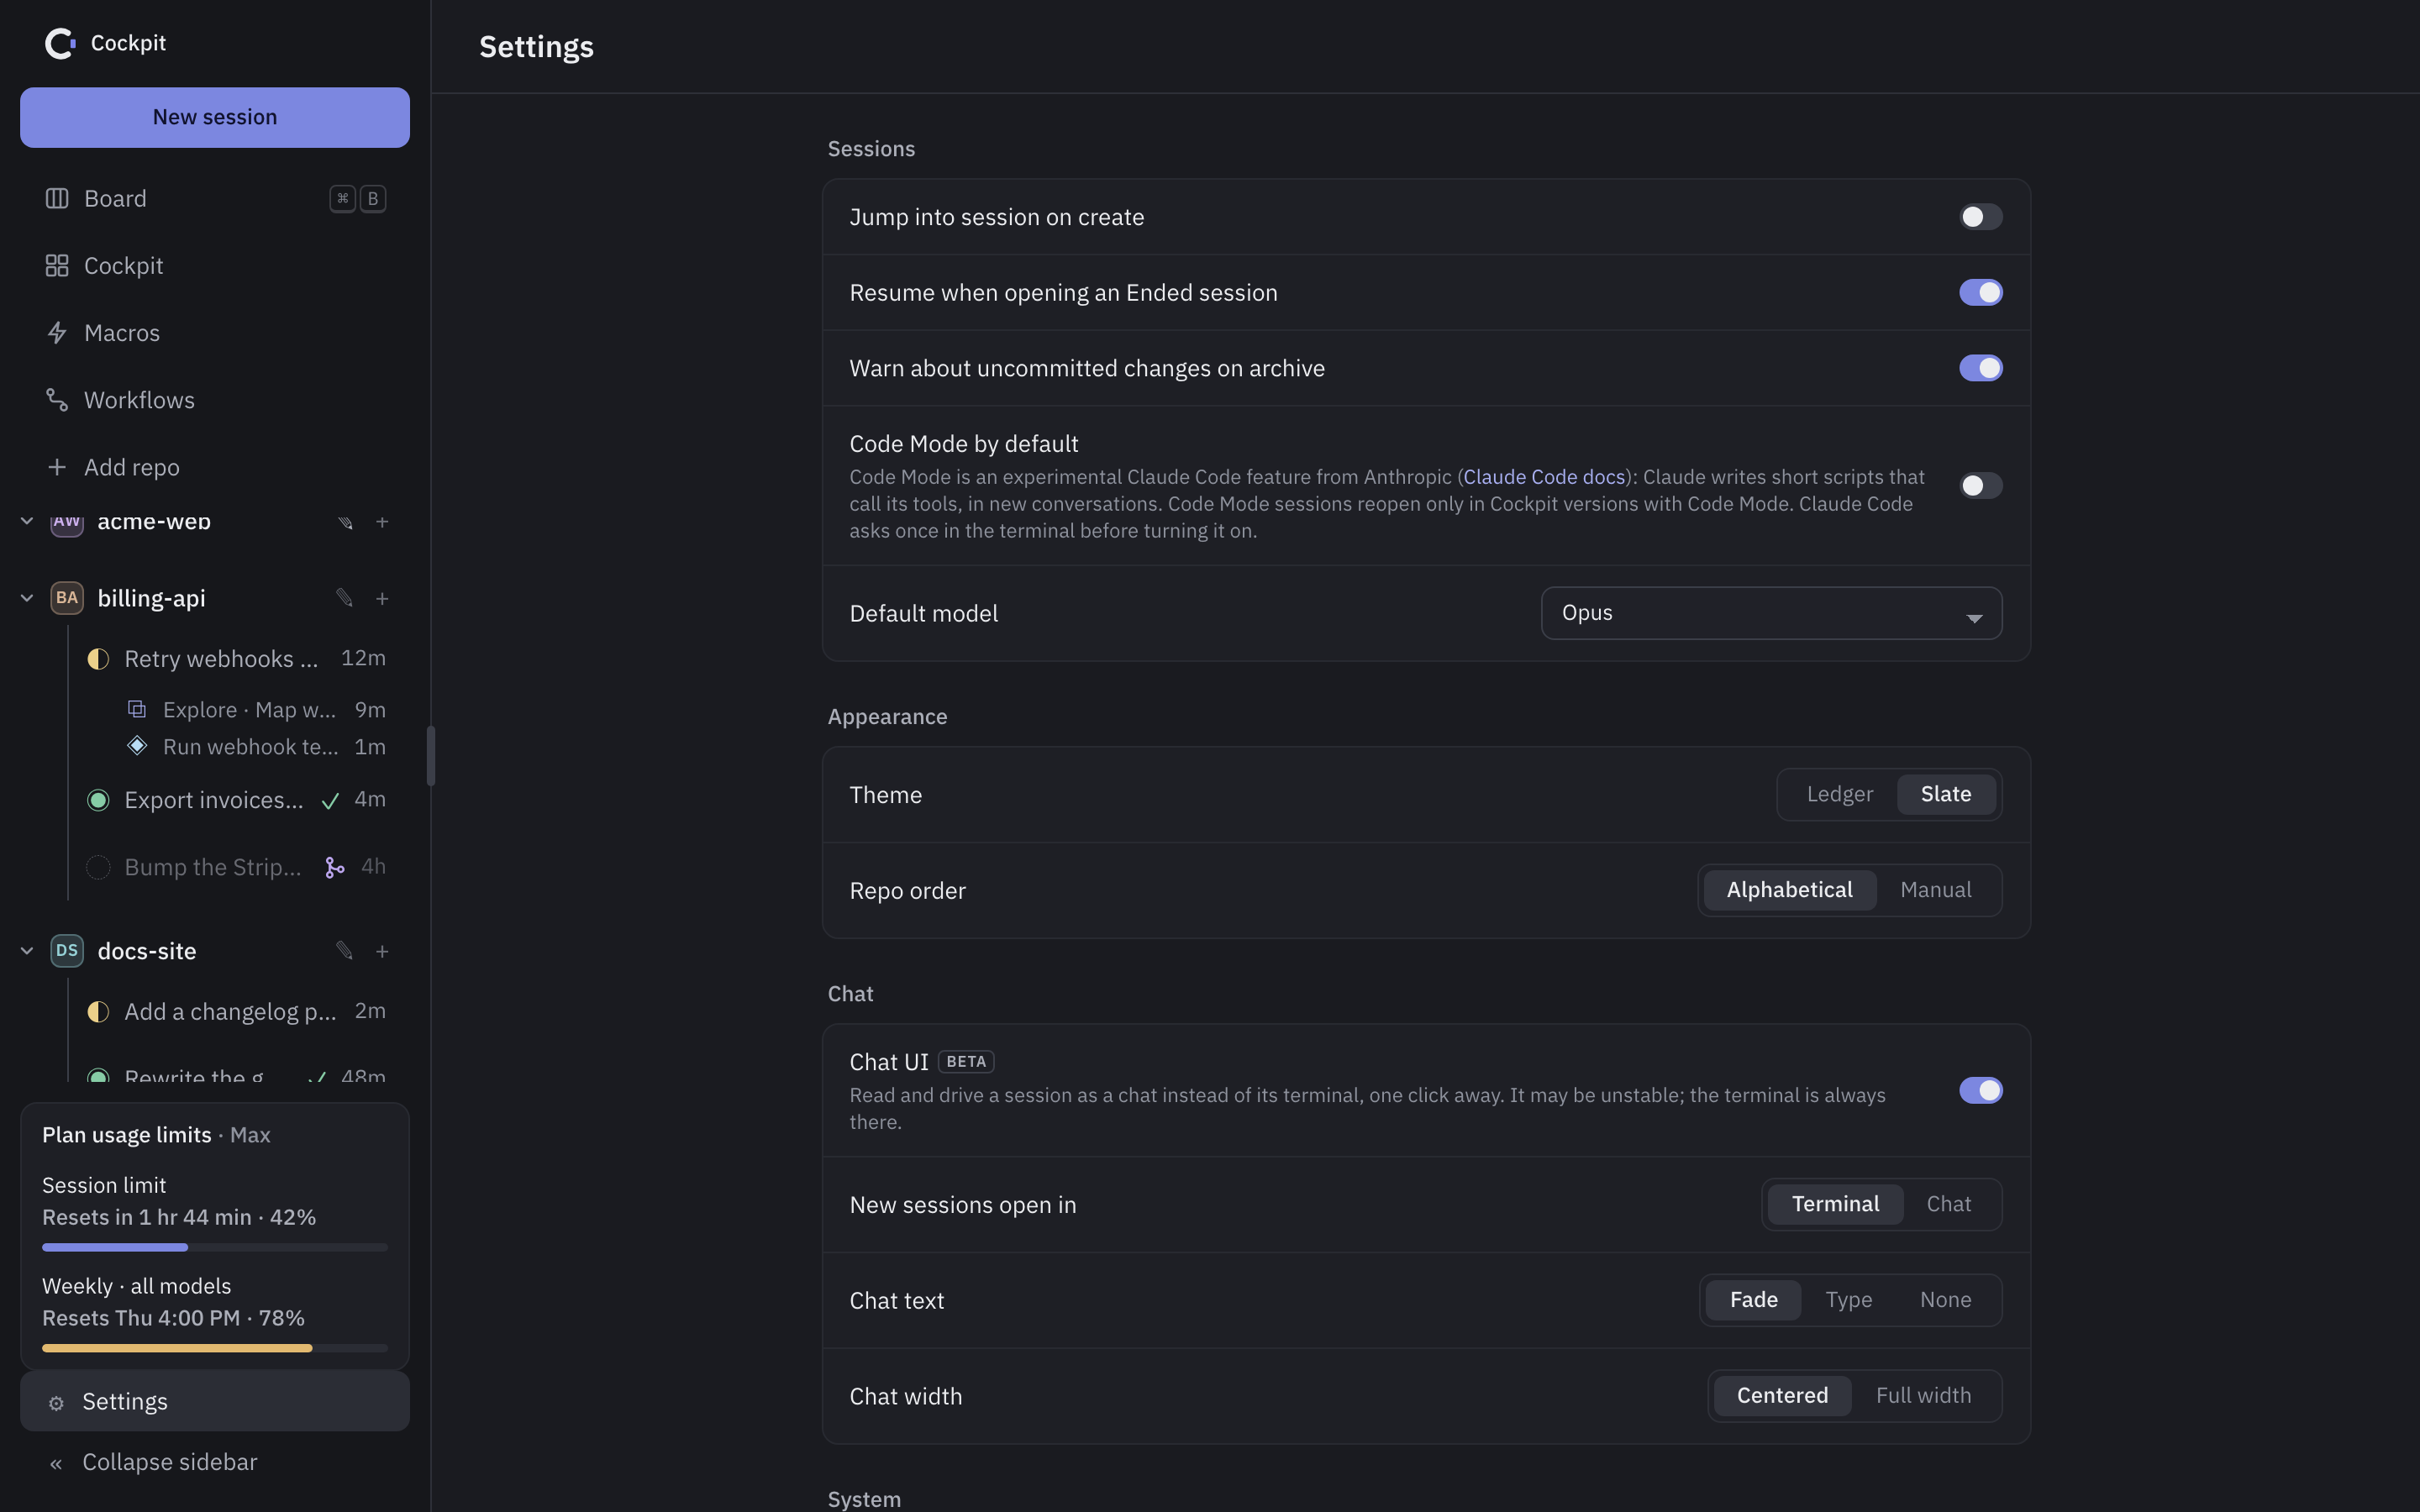 Cockpit
New session
Board ⌘ B
Cockpit
Macros
Workflows
Add repo
AW acme-web
BA billing-api
Retry webhooks ... 12m
Explore · Map w... 9m
Run webhook te... 1m
Export invoices... 4m
Bump the Strip... 4h
DS docs-site
Add a changelog p... 2m
Rewrite the g... 48m
Plan usage limits · Max
Session limit
Resets in 1 hr 44 min · 42%
Weekly · all models
Resets Thu 4:00 PM · 78%
Settings
« Collapse sidebar
Settings
Sessions
Jump into session on create
Resume when opening an Ended session
Warn about uncommitted changes on archive
Code Mode by default
Code Mode is an experimental Claude Code feature from Anthropic (Claude Code docs): Claude writes short scripts that
call its tools, in new conversations. Code Mode sessions reopen only in Cockpit versions with Code Mode. Claude Code
asks once in the terminal before turning it on.
Default model Opus
Appearance
Theme Ledger Slate
Repo order Alphabetical Manual
Chat
Chat UI BETA
Read and drive a session as a chat instead of its terminal, one click away. It may be unstable; the terminal is always
there.
New sessions open in Terminal Chat
Chat text Fade Type None
Chat width Centered Full width
System